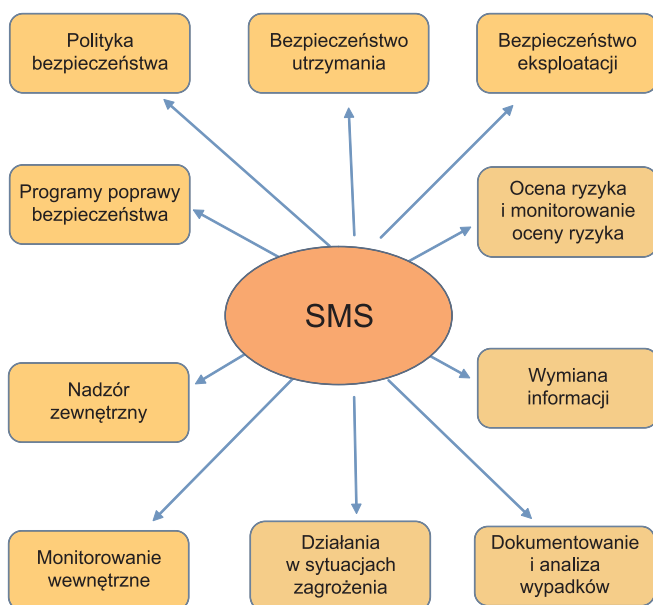 Polityka
bezpieczeństwa
Bezpieczeństwo
utrzymania
Bezpieczeństwo
eksploatacji
Programy poprawy
bezpieczeństwa
Ocena ryzyka
i monitorowanie
oceny ryzyka
SMS
Nadzór
zewnętrzny
Wymiana
informacji
Monitorowanie
wewnętrzne
Działania
w sytuacjach
zagrożenia
Dokumentowanie
i analiza
wypadków